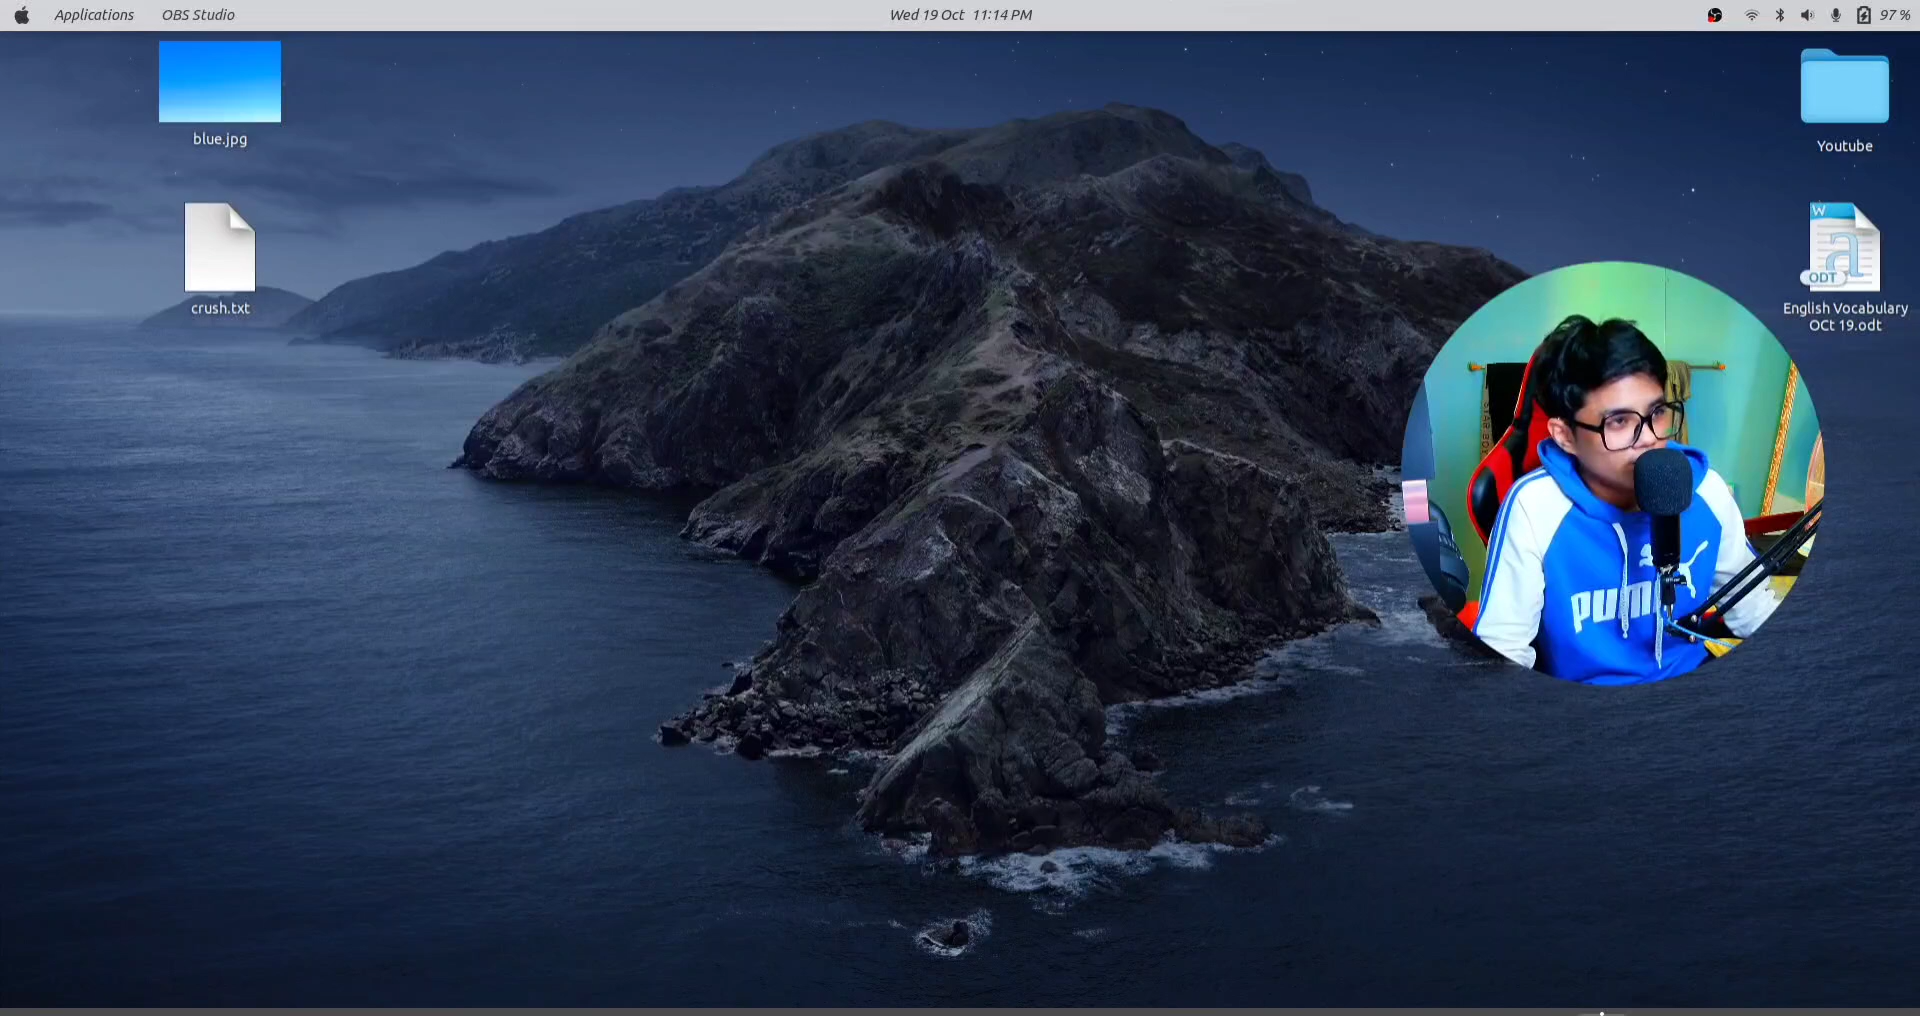 Applications OBS Studio Wed 19 Oct 11:14 PM 97 %
blue.jpg
Youtube
crush.txt
W
a
ODT
English Vocabulary
OCt 19.odt
PUM